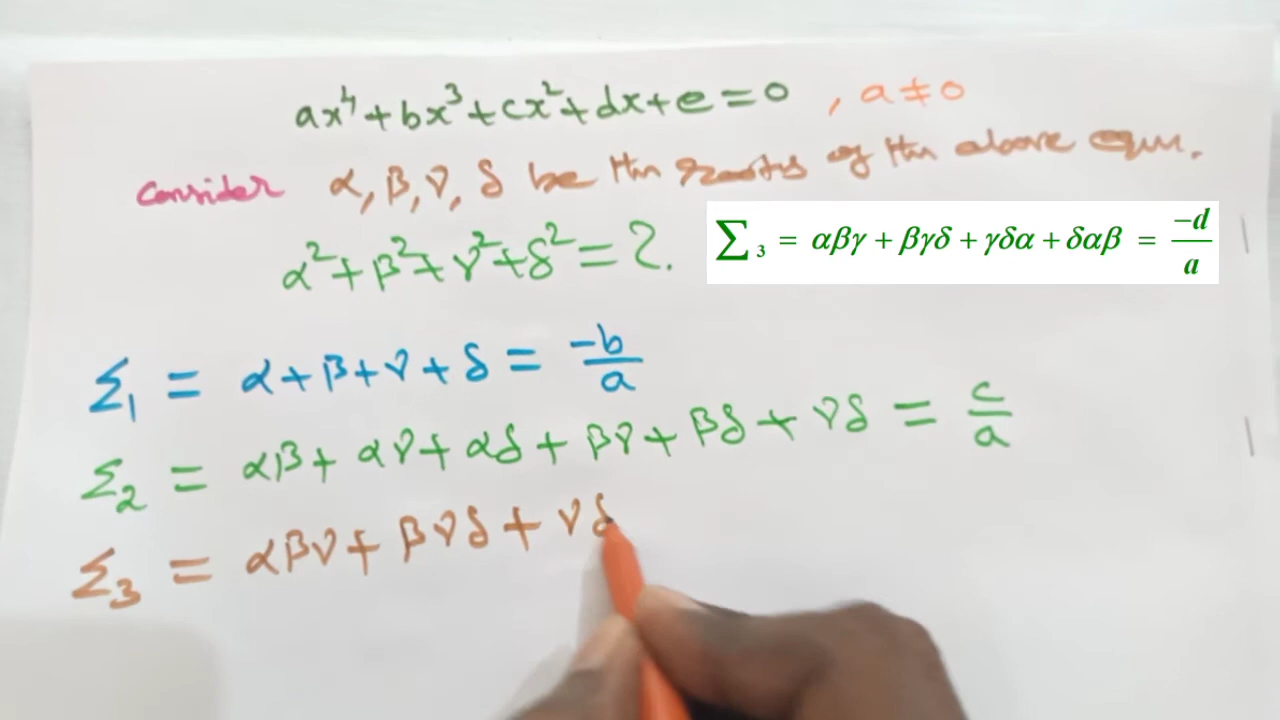 ax⁴+bx³+cx²+dx+e=0 , a≠0
Consider α, β, γ, δ be the roots of the above equn.
α²+β²+γ²+δ²=?.
∑₃ = αβγ + βγδ + γδα + δαβ = -d/a
Σ₁ = α+β+γ+δ = -b/a
Σ₂ = αβ+αγ+αδ+βγ+βδ+γδ = c/a
Σ₃ = αβγ+βγδ+γδ